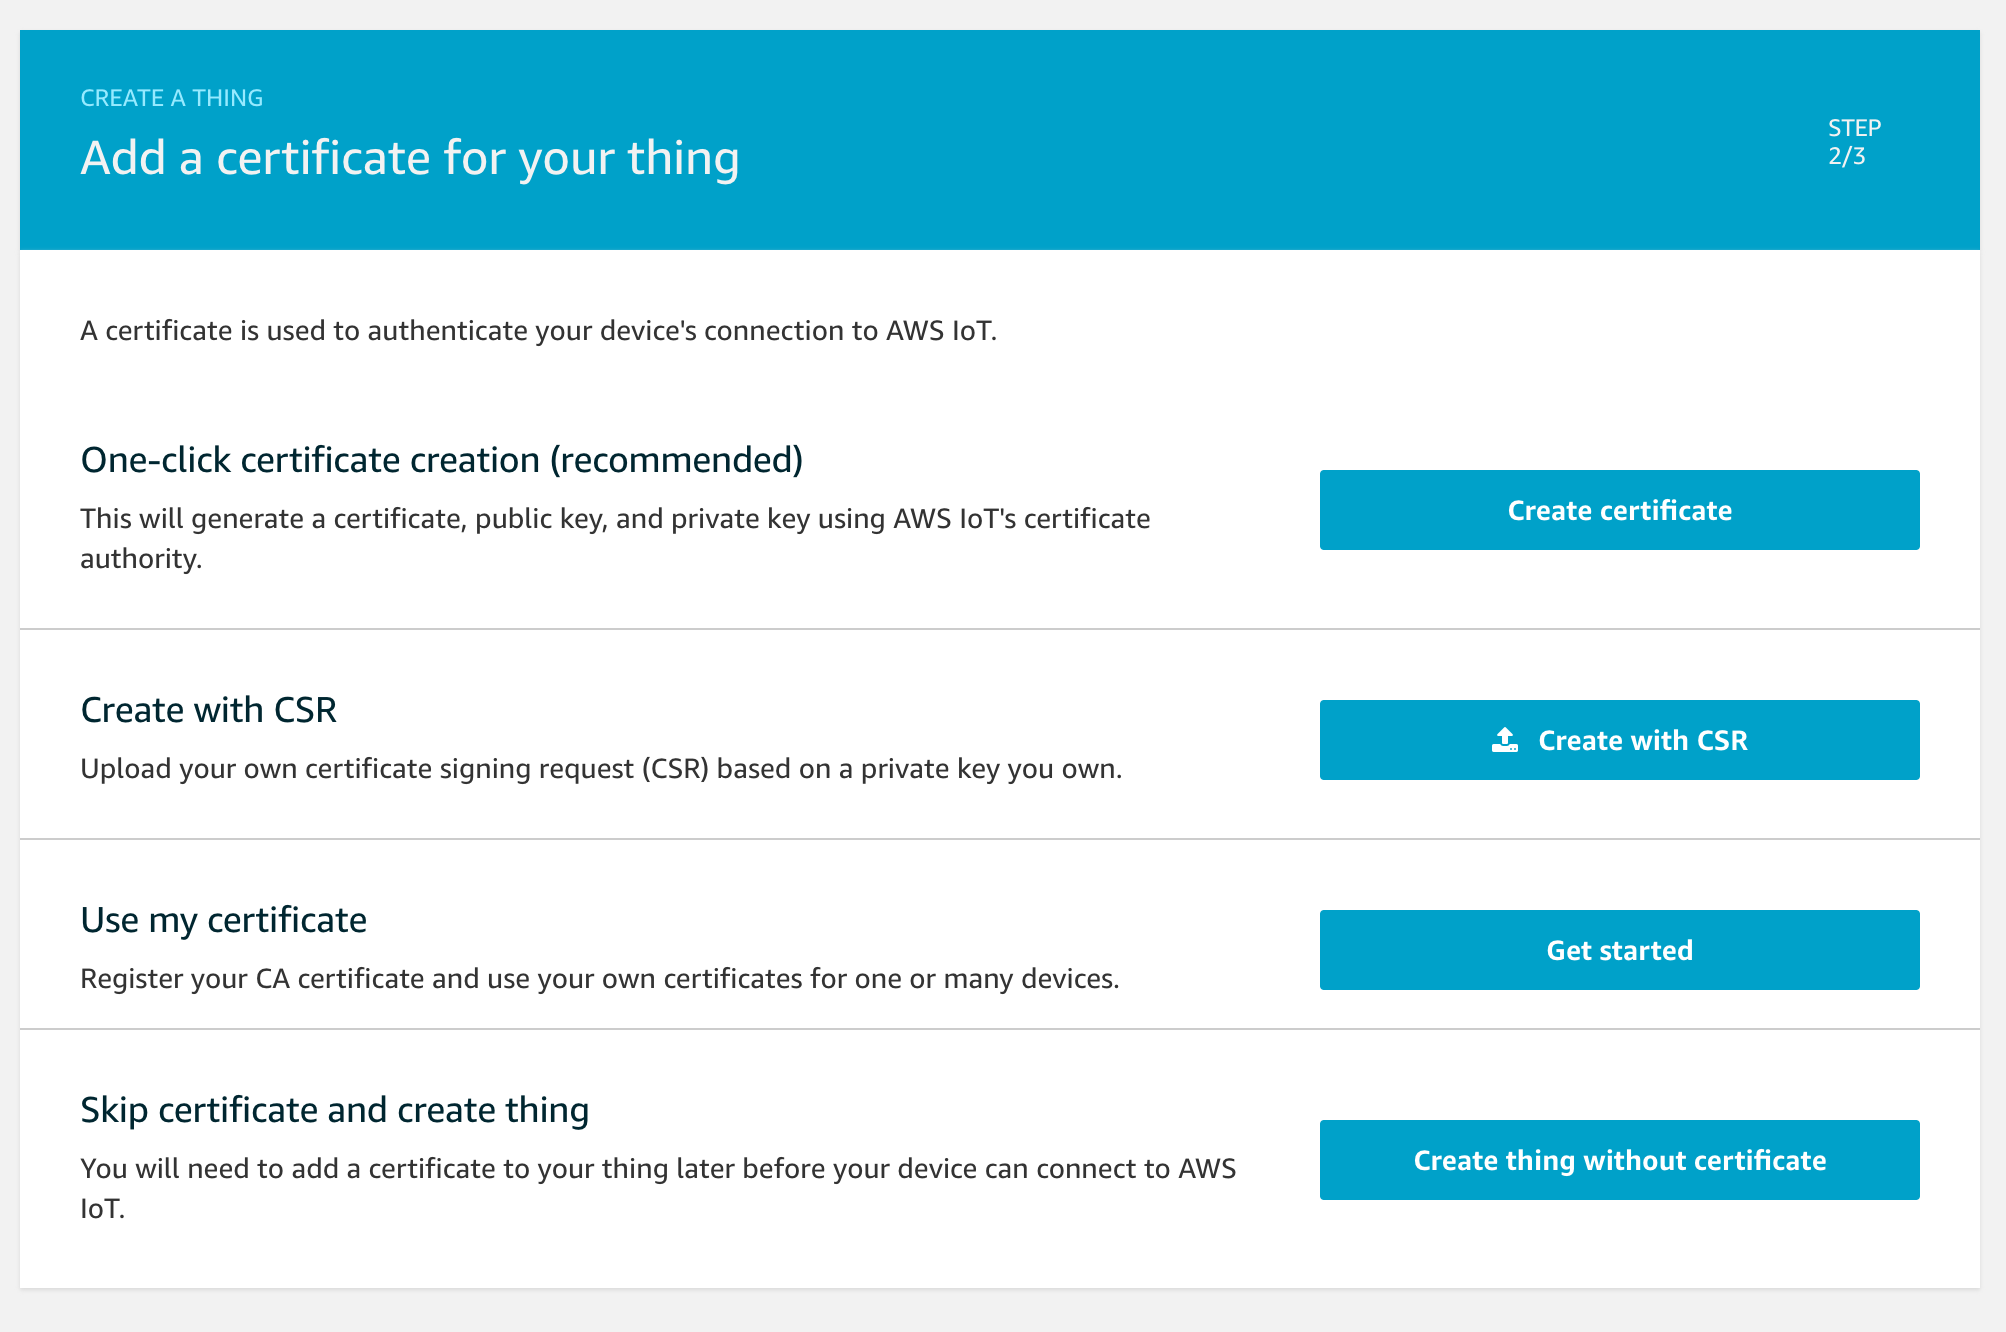 CREATE A THING
Add a certificate for your thing
STEP
2/3
A certificate is used to authenticate your device's connection to AWS IoT.
One-click certificate creation (recommended)
This will generate a certificate, public key, and private key using AWS IoT's certificate
authority.
Create certificate
Create with CSR
Upload your own certificate signing request (CSR) based on a private key you own.
Create with CSR
Use my certificate
Register your CA certificate and use your own certificates for one or many devices.
Get started
Skip certificate and create thing
You will need to add a certificate to your thing later before your device can connect to AWS
IoT.
Create thing without certificate